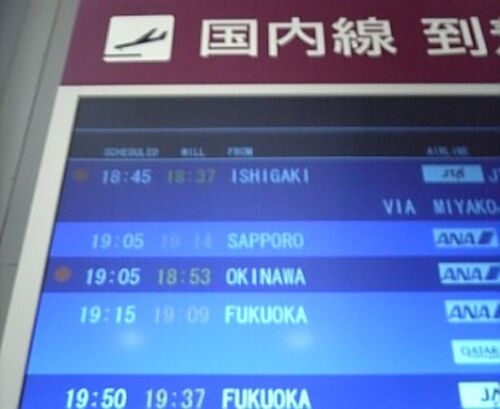 国内線 到
SCHEDULED WILL FROM AIRLINE
18:45 18:37 ISHIGAKI
VIA MIYAKO
19:05 19:14 SAPPORO ANA
19:05 18:53 OKINAWA ANA
19:15 19:09 FUKUOKA ANA
QATAR
19:50 19:37 FUKUOKA JA